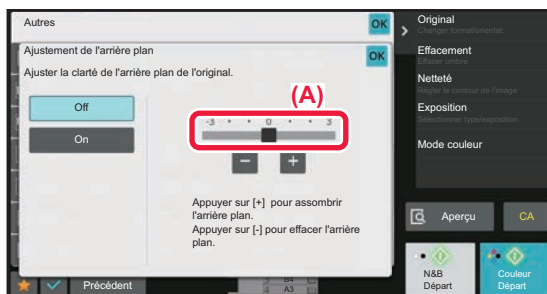 Autres
OK
Ajustement de l'arrière plan
OK
Ajuster la clarté de l'arrière plan de l'original.
Off
On
(A)
-3 • • 0 • • 3
− +
Appuyer sur [+] pour assombrir
l'arrière plan.
Appuyer sur [-] pour effacer l'arrière
plan.
Précédent
B4
4 A3
Original
Changer format/orientat.
Effacement
Effacer ombre
Netteté
Régler le contour de l'image
Exposition
Sélectionner type/exposition
Mode couleur
Aperçu
CA
N&B
Départ
Couleur
Départ